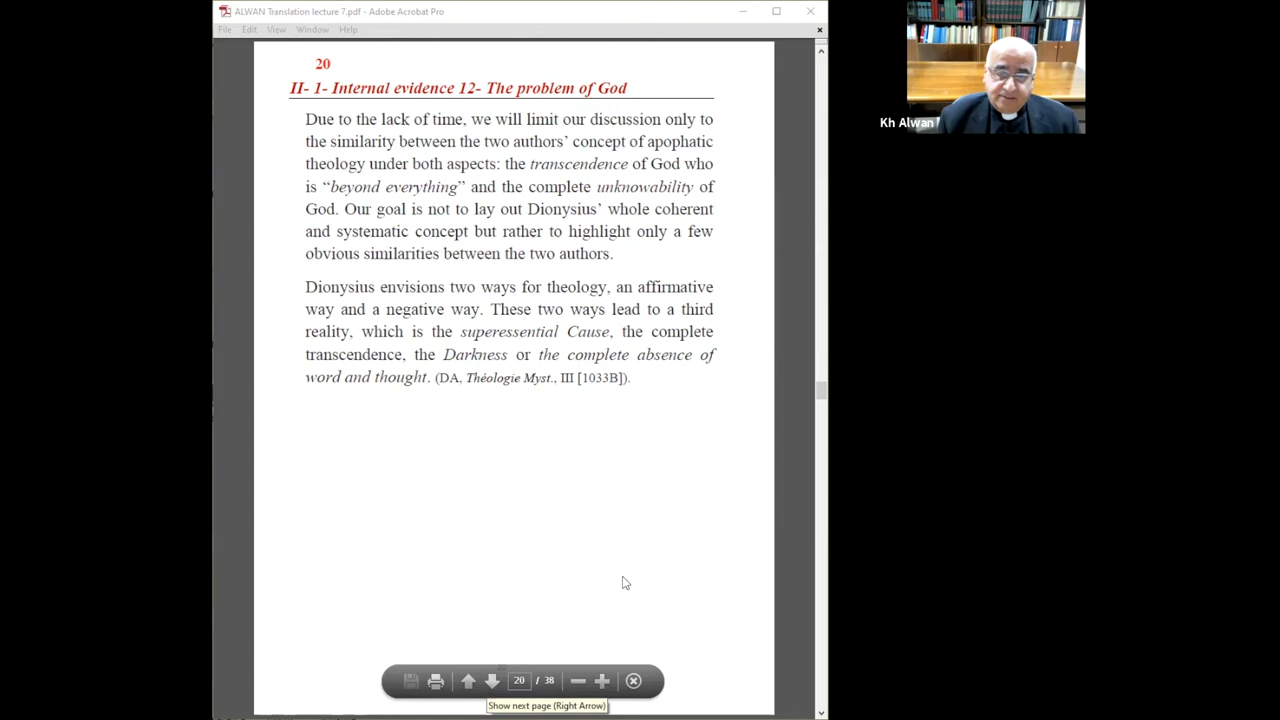 ALWAN Translation lecture 7.pdf - Adobe Acrobat Pro
File Edit View Window Help
20
II- 1- Internal evidence 12- The problem of God
Due to the lack of time, we will limit our discussion only to
the similarity between the two authors’ concept of apophatic
theology under both aspects: the transcendence of God who
is “beyond everything” and the complete unknowability of
God. Our goal is not to lay out Dionysius’ whole coherent
and systematic concept but rather to highlight only a few
obvious similarities between the two authors.
Dionysius envisions two ways for theology, an affirmative
way and a negative way. These two ways lead to a third
reality, which is the superessential Cause, the complete
transcendence, the Darkness or the complete absence of
word and thought. (DA, Théologie Myst., III [1033B]).
20 / 38
Show next page (Right Arrow)
Kh Alwan